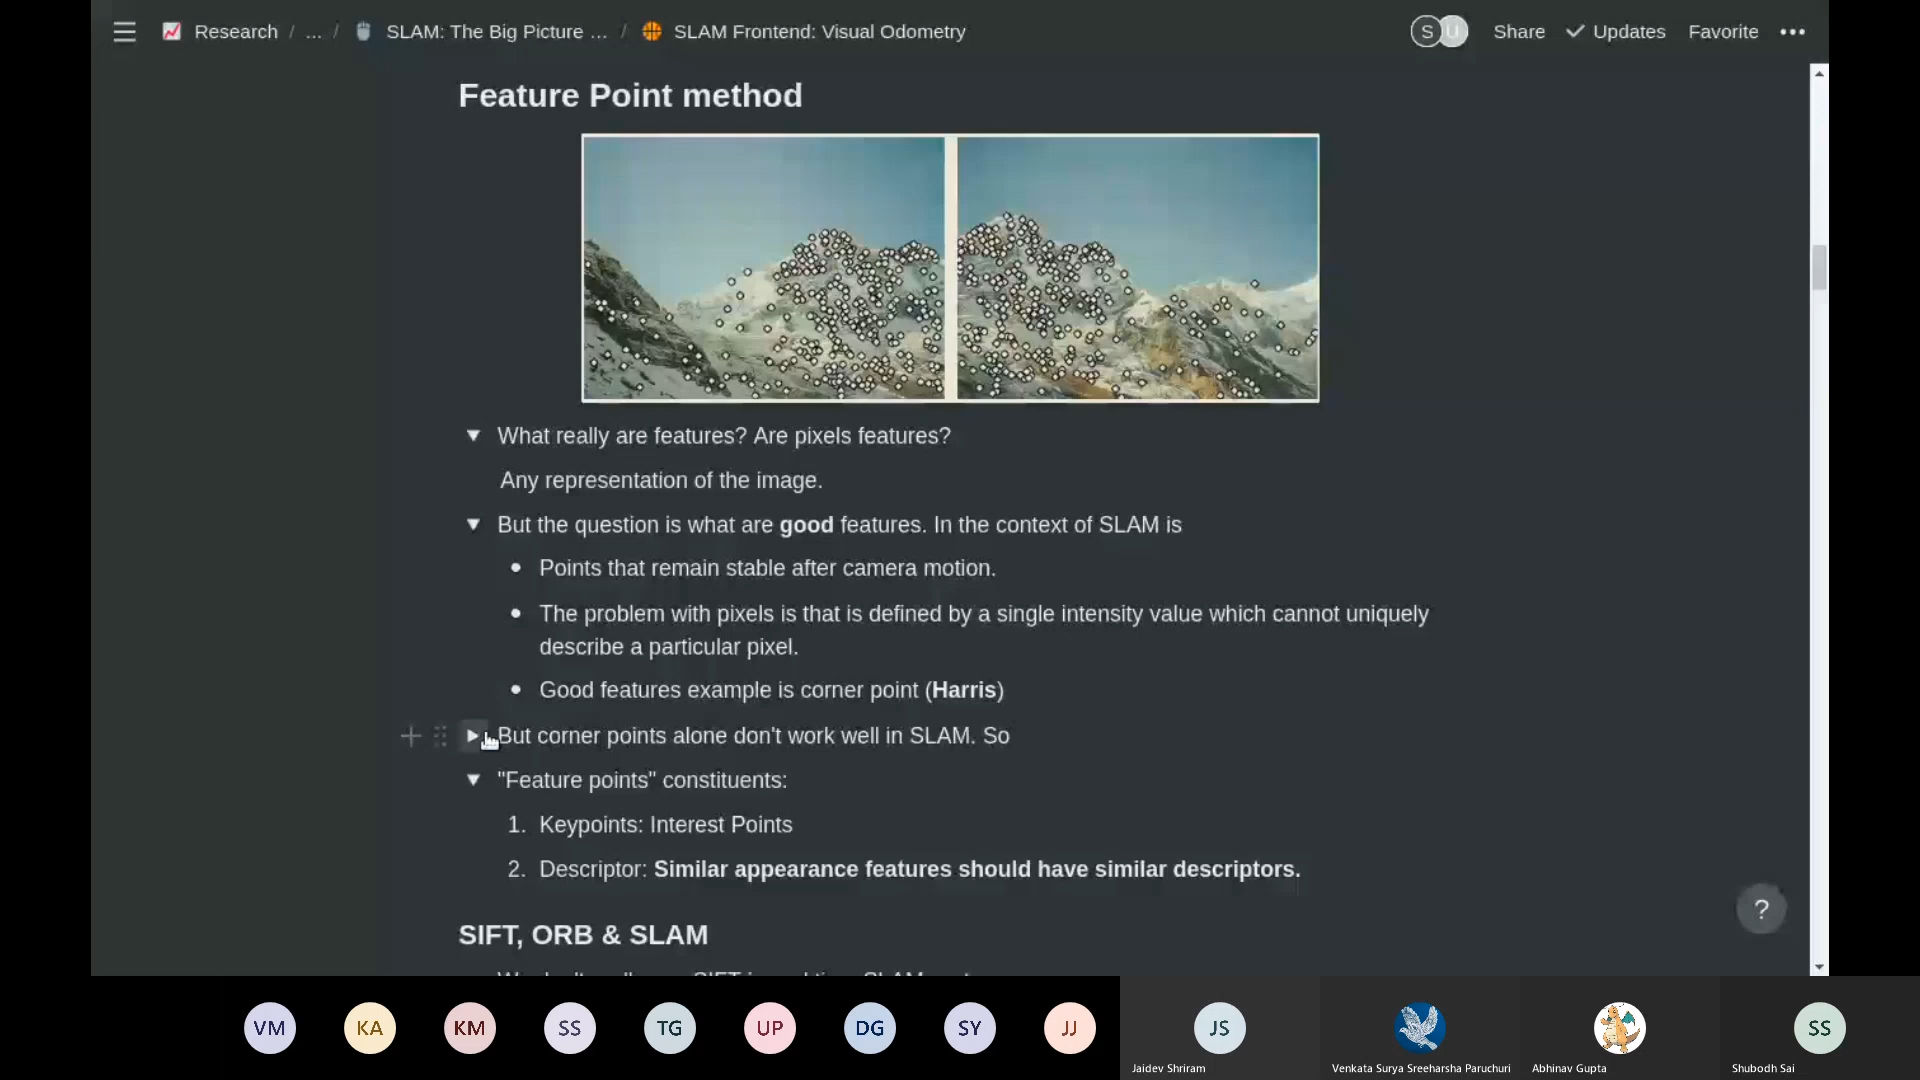 Research / ... / SLAM: The Big Picture ... / SLAM Frontend: Visual Odometry
S U Share Updates Favorite •••
Feature Point method
What really are features? Are pixels features?
Any representation of the image.
But the question is what are good features. In the context of SLAM is
Points that remain stable after camera motion.
The problem with pixels is that is defined by a single intensity value which cannot uniquely
describe a particular pixel.
Good features example is corner point (Harris)
But corner points alone don't work well in SLAM. So
"Feature points" constituents:
1. Keypoints: Interest Points
2. Descriptor: Similar appearance features should have similar descriptors.
?
SIFT, ORB & SLAM
VM KA KM SS TG UP DG SY JJ JS SS
Jaidev Shriram Venkata Surya Sreeharsha Paruchuri Abhinav Gupta Shubodh Sai